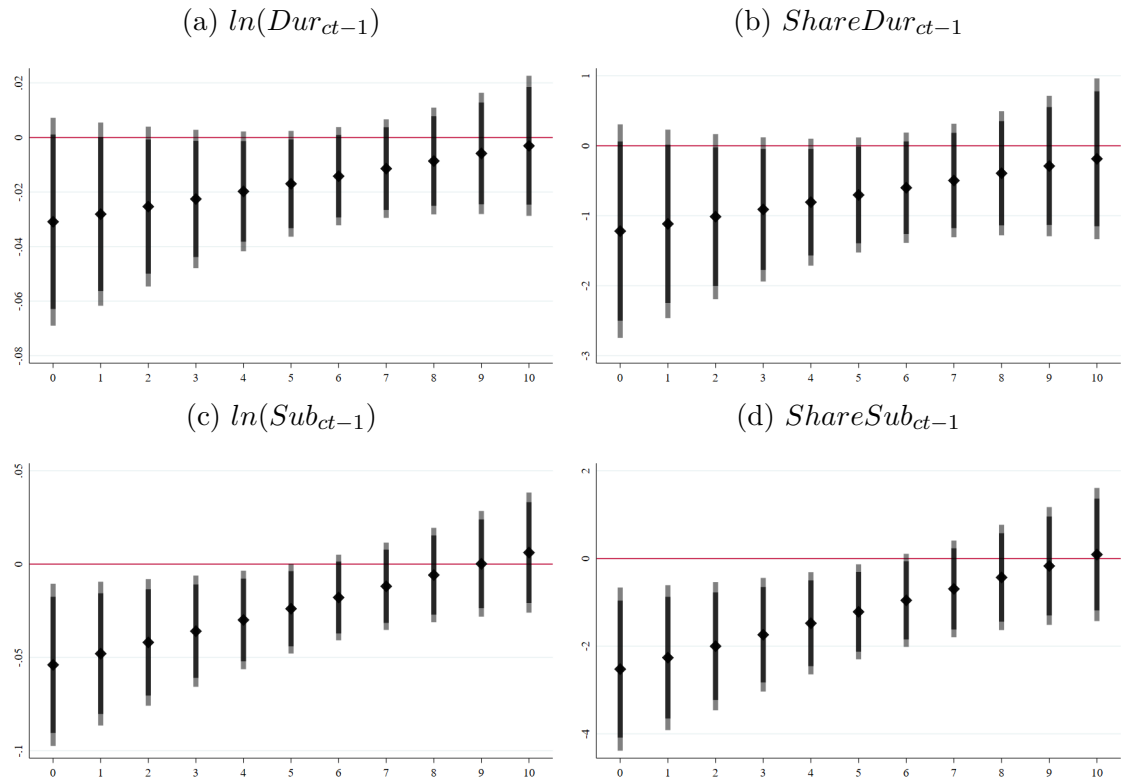 (a) ln(Dur_{ct−1})
.02
0
-.02
-.04
-.06
-.08
0 1 2 3 4 5 6 7 8 9 10
(b) ShareDur_{ct−1}
1
0
-1
-2
-3
0 1 2 3 4 5 6 7 8 9 10
(c) ln(Sub_{ct−1})
.05
0
-.05
-.1
0 1 2 3 4 5 6 7 8 9 10
(d) ShareSub_{ct−1}
2
0
-2
-4
0 1 2 3 4 5 6 7 8 9 10